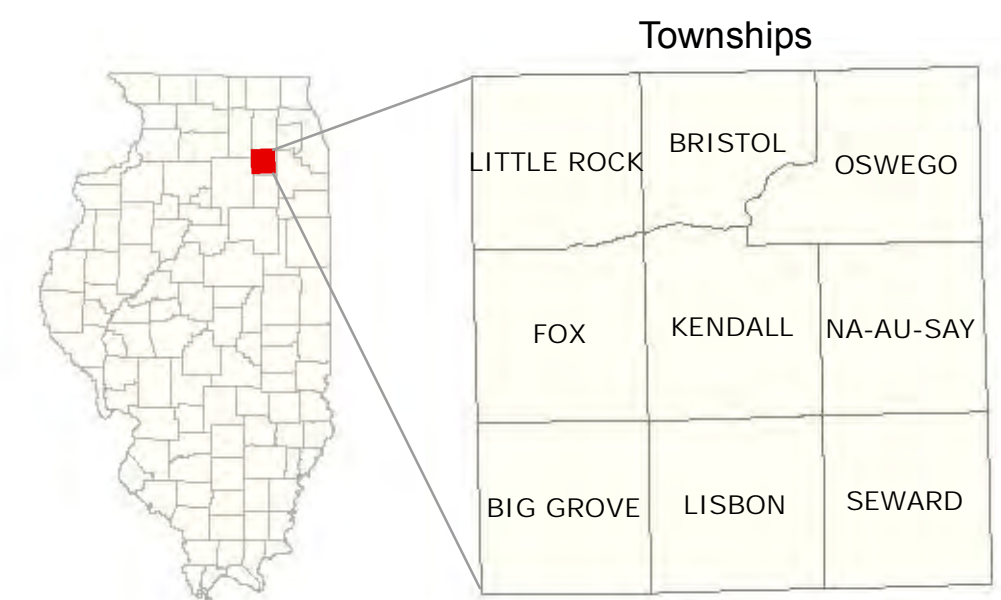 Townships
LITTLE ROCK
BRISTOL
OSWEGO
FOX
KENDALL
NA-AU-SAY
BIG GROVE
LISBON
SEWARD